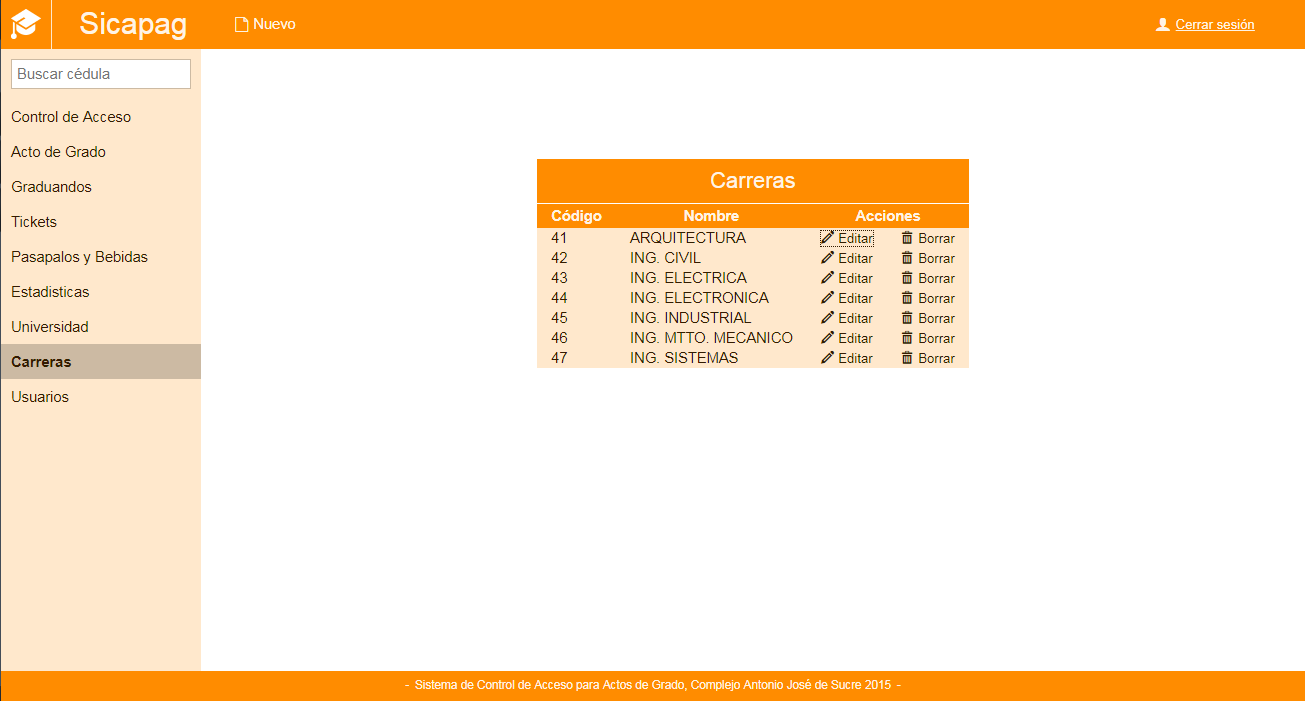 Sicapag
Nuevo
Cerrar sesión
Buscar cédula
Control de Acceso
Acto de Grado
Graduandos
Tickets
Pasapalos y Bebidas
Estadisticas
Universidad
Carreras
Usuarios
Carreras
Código Nombre Acciones
41 ARQUITECTURA Editar Borrar
42 ING. CIVIL Editar Borrar
43 ING. ELECTRICA Editar Borrar
44 ING. ELECTRONICA Editar Borrar
45 ING. INDUSTRIAL Editar Borrar
46 ING. MTTO. MECANICO Editar Borrar
47 ING. SISTEMAS Editar Borrar
- Sistema de Control de Acceso para Actos de Grado, Complejo Antonio José de Sucre 2015 -